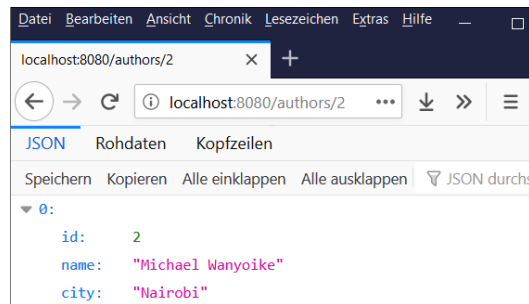 Datei Bearbeiten Ansicht Chronik Lesezeichen Extras Hilfe
localhost:8080/authors/2
localhost:8080/authors/2
JSON Rohdaten Kopfzeilen
Speichern Kopieren Alle einklappen Alle ausklappen JSON durchs
0:
id: 2
name: "Michael Wanyoike"
city: "Nairobi"